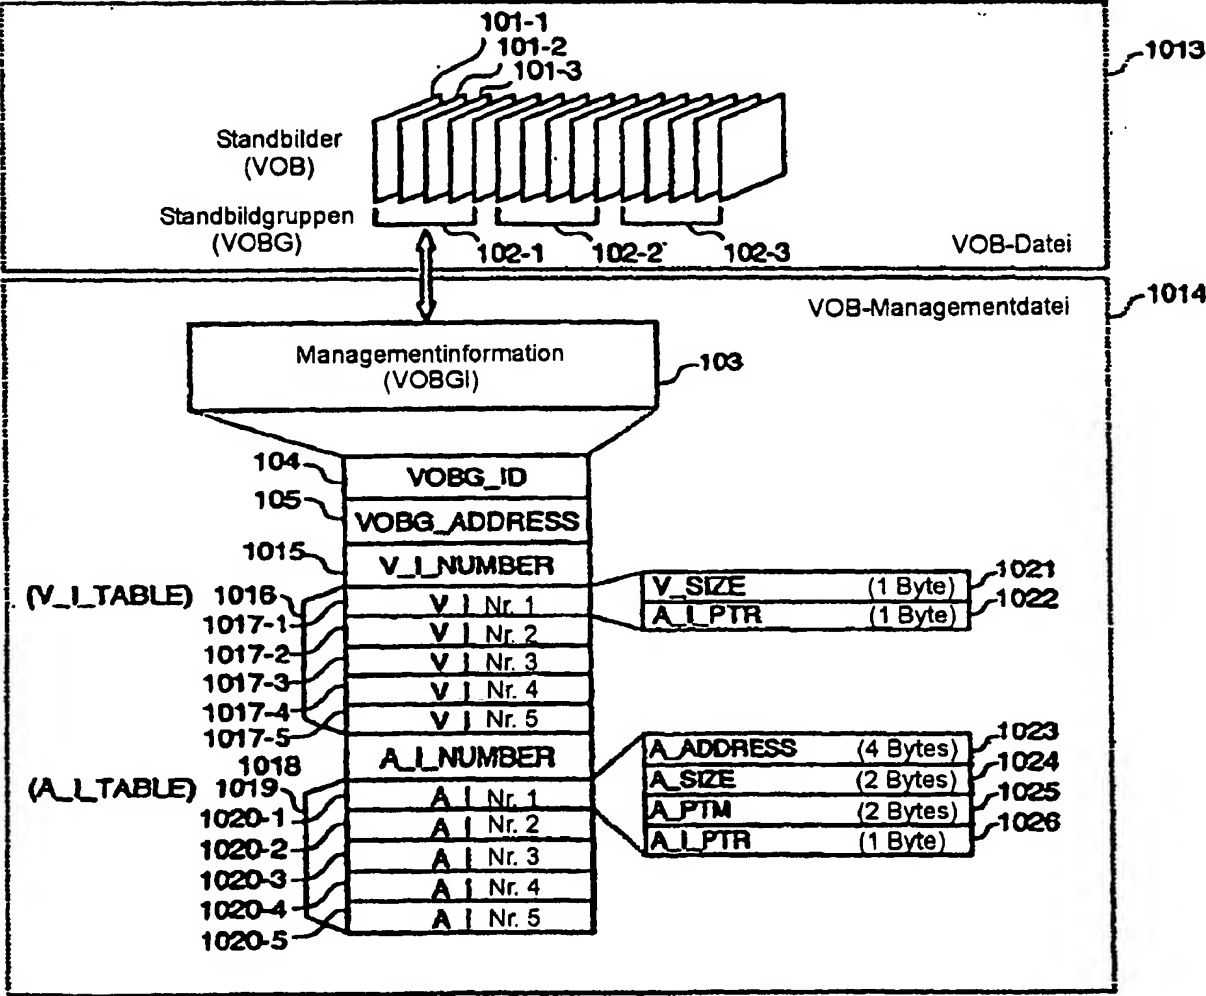 101-1
101-2
101-3
1013
Standbilder
(VOB)
Standbildgruppen
(VOBG)
102-1
102-2
102-3
VOB-Datei
1014
VOB-Managementdatei
Managementinformation
(VOBGI)
103
104
VOBG_ID
105
VOBG_ADDRESS
1015
V_I_NUMBER
(V_I_TABLE)
1016
1017-1
V I Nr. 1
1017-2
V I Nr. 2
1017-3
V I Nr. 3
1017-4
V I Nr. 4
1017-5
V I Nr. 5
V_SIZE (1 Byte)
1021
A_I_PTR (1 Byte)
1022
1018
A_I_NUMBER
(A_I_TABLE)
1019
1020-1
A I Nr. 1
1020-2
A I Nr. 2
1020-3
A I Nr. 3
1020-4
A I Nr. 4
1020-5
A I Nr. 5
A_ADDRESS (4 Bytes)
1023
A_SIZE (2 Bytes)
1024
A_PTM (2 Bytes)
1025
A_I_PTR (1 Byte)
1026